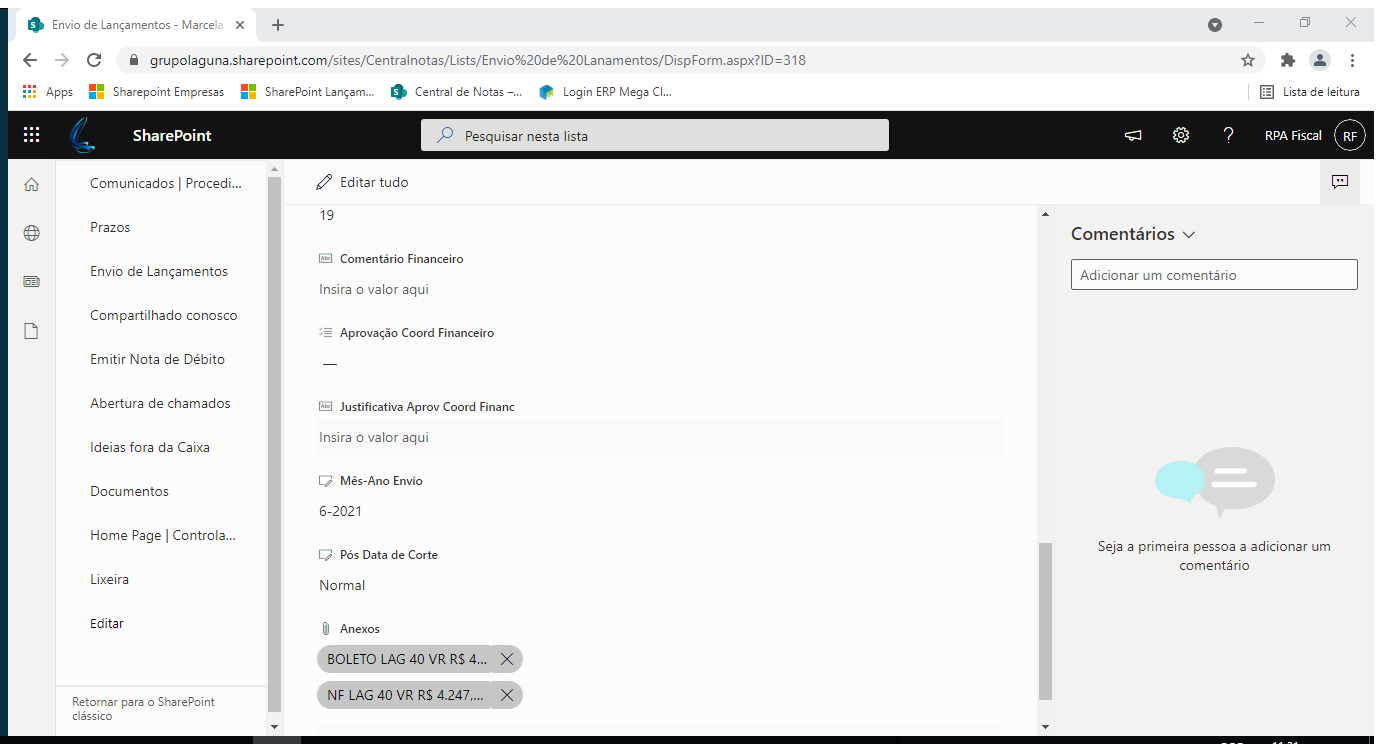 Envio de Lançamentos - Marcela
grupolaguna.sharepoint.com/sites/Centralnotas/Lists/Envio%20de%20Lanamentos/DispForm.aspx?ID=318
Apps
Sharepoint Empresas
SharePoint Lançam...
Central de Notas –...
Login ERP Mega Cl...
Lista de leitura
SharePoint
Pesquisar nesta lista
RPA Fiscal
RF
Comunicados | Procedi...
Prazos
Envio de Lançamentos
Compartilhado conosco
Emitir Nota de Débito
Abertura de chamados
Ideias fora da Caixa
Documentos
Home Page | Controla...
Lixeira
Editar
Retornar para o SharePoint
clássico
Editar tudo
19
Comentário Financeiro
Insira o valor aqui
Aprovação Coord Financeiro
—
Justificativa Aprov Coord Financ
Insira o valor aqui
Mês-Ano Envio
6-2021
Pós Data de Corte
Normal
Anexos
BOLETO LAG 40 VR R$ 4...
NF LAG 40 VR R$ 4.247,...
Comentários
Adicionar um comentário
Seja a primeira pessoa a adicionar um
comentário